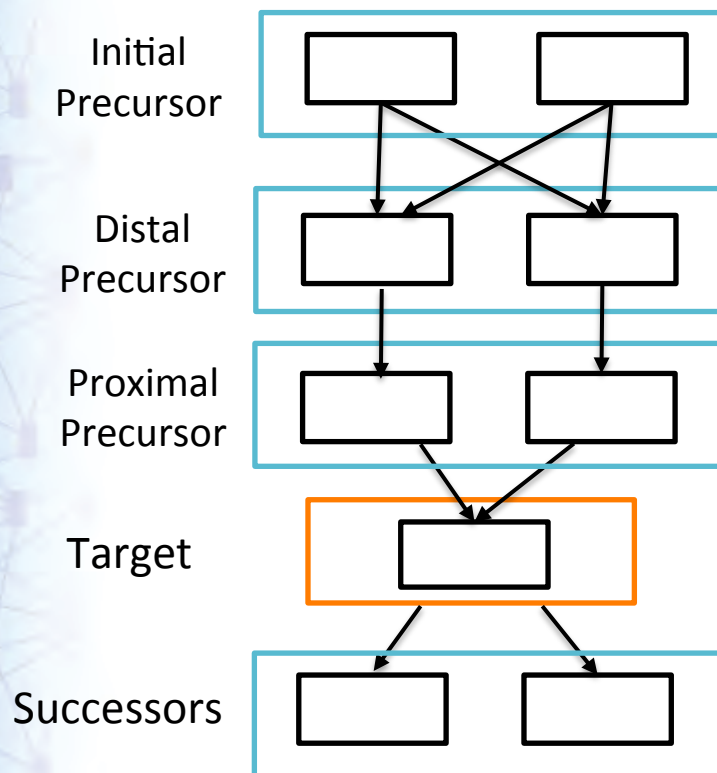 Initial
Precursor
Distal
Precursor
Proximal
Precursor
Target
Successors